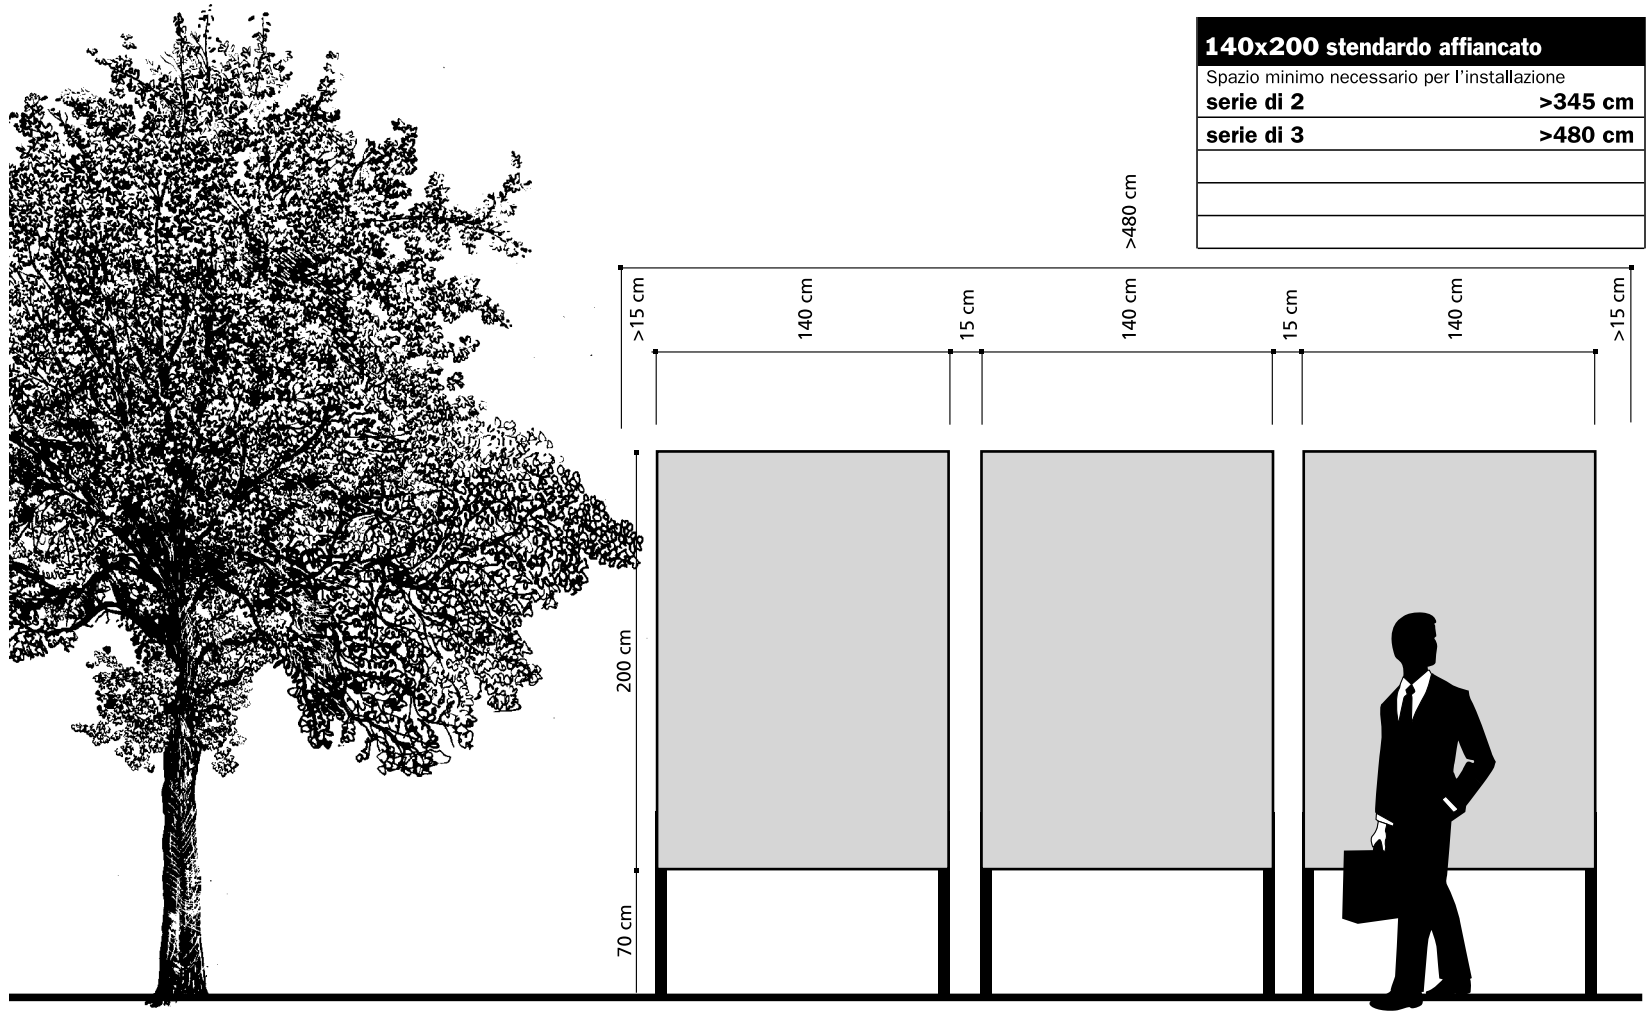 140x200 stendardo affiancato
Spazio minimo necessario per l'installazione
serie di 2 >345 cm
serie di 3 >480 cm
>480 cm
>15 cm
140 cm
15 cm
140 cm
15 cm
140 cm
>15 cm
200 cm
70 cm